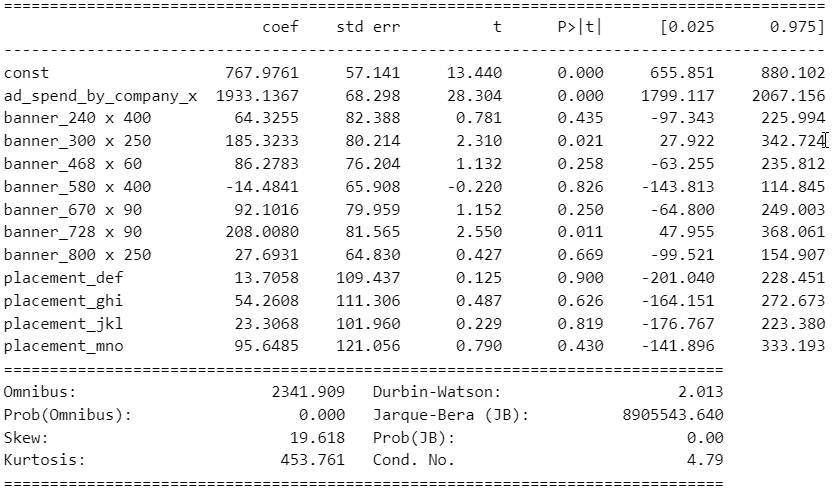 ==============================================================================
coef std err t P>|t| [0.025 0.975]
------------------------------------------------------------------------------
const 767.9761 57.141 13.440 0.000 655.851 880.102
ad_spend_by_company_x 1933.1367 68.298 28.304 0.000 1799.117 2067.156
banner_240 x 400 64.3255 82.388 0.781 0.435 -97.343 225.994
banner_300 x 250 185.3233 80.214 2.310 0.021 27.922 342.724
banner_468 x 60 86.2783 76.204 1.132 0.258 -63.255 235.812
banner_580 x 400 -14.4841 65.908 -0.220 0.826 -143.813 114.845
banner_670 x 90 92.1016 79.959 1.152 0.250 -64.800 249.003
banner_728 x 90 208.0080 81.565 2.550 0.011 47.955 368.061
banner_800 x 250 27.6931 64.830 0.427 0.669 -99.521 154.907
placement_def 13.7058 109.437 0.125 0.900 -201.040 228.451
placement_ghi 54.2608 111.306 0.487 0.626 -164.151 272.673
placement_jkl 23.3068 101.960 0.229 0.819 -176.767 223.380
placement_mno 95.6485 121.056 0.790 0.430 -141.896 333.193
==============================================================================
Omnibus: 2341.909 Durbin-Watson: 2.013
Prob(Omnibus): 0.000 Jarque-Bera (JB): 8905543.640
Skew: 19.618 Prob(JB): 0.00
Kurtosis: 453.761 Cond. No. 4.79
==============================================================================